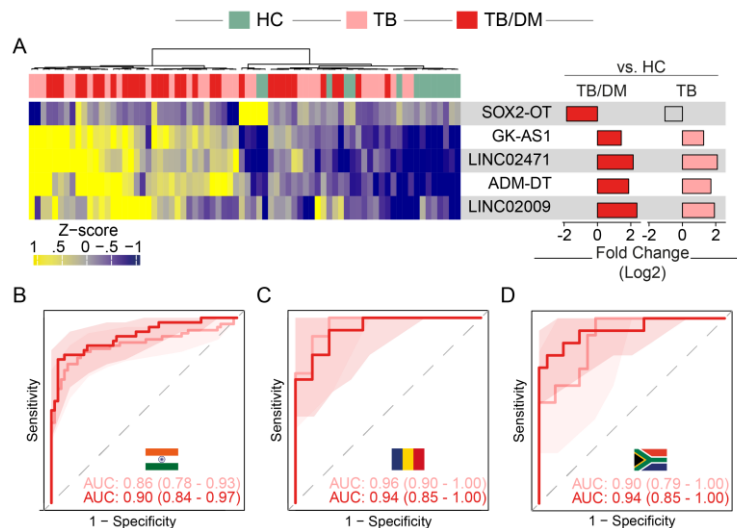 HC TB TB/DM
A
vs. HC
TB/DM TB
SOX2-OT
GK-AS1
LINC02471
ADM-DT
LINC02009
Z-score
1 .5 0 -.5 -1
-2 0 2 -2 0 2
Fold Change
(Log2)
B C D
Sensitivity Sensitivity Sensitivity
AUC: 0.86 (0.78 - 0.93) AUC: 0.96 (0.90 - 1.00) AUC: 0.90 (0.79 - 1.00)
AUC: 0.90 (0.84 - 0.97) AUC: 0.94 (0.85 - 1.00) AUC: 0.94 (0.85 - 1.00)
1 − Specificity 1 − Specificity 1 − Specificity